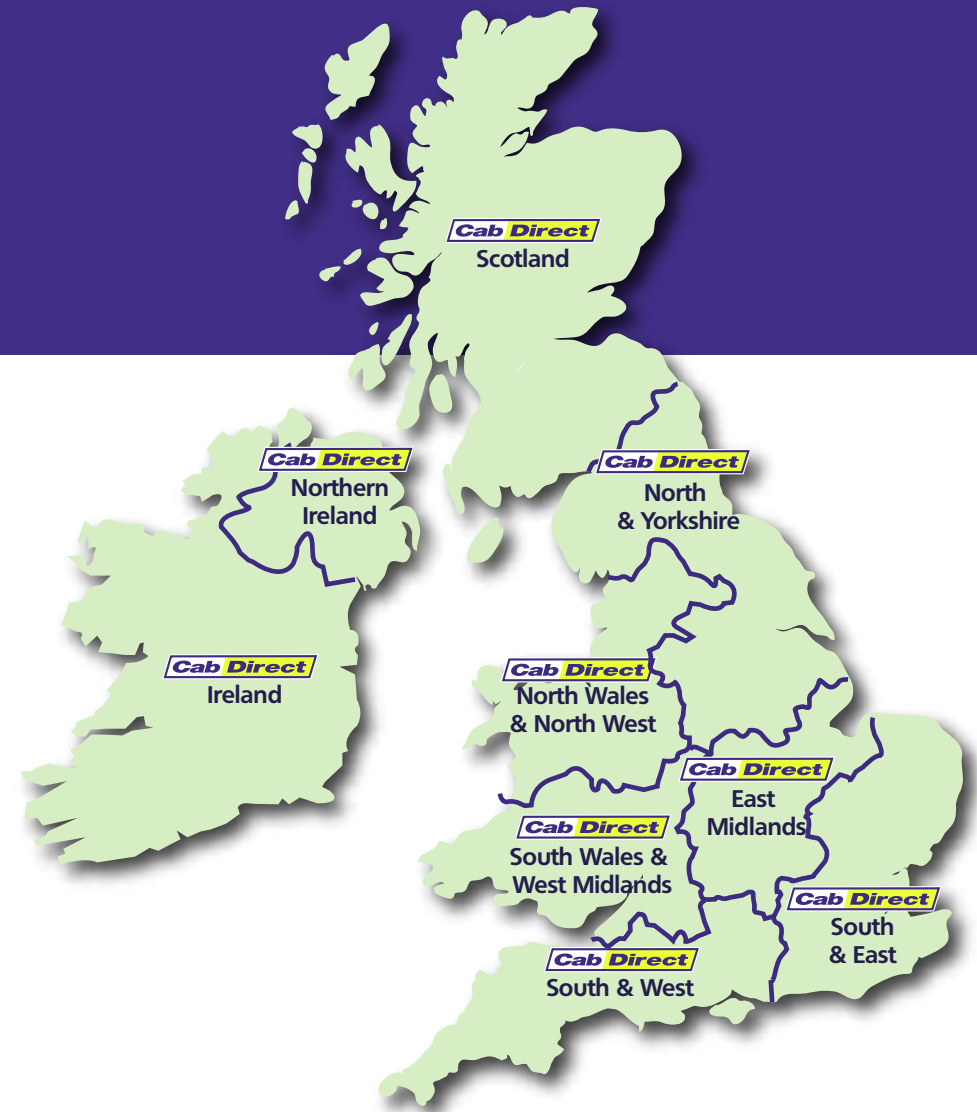 Cab Direct
Scotland
Cab Direct
Northern
Ireland
Cab Direct
North
& Yorkshire
Cab Direct
Ireland
Cab Direct
North Wales
& North West
Cab Direct
East
Midlands
Cab Direct
South Wales &
West Midlands
Cab Direct
South
& East
Cab Direct
South & West